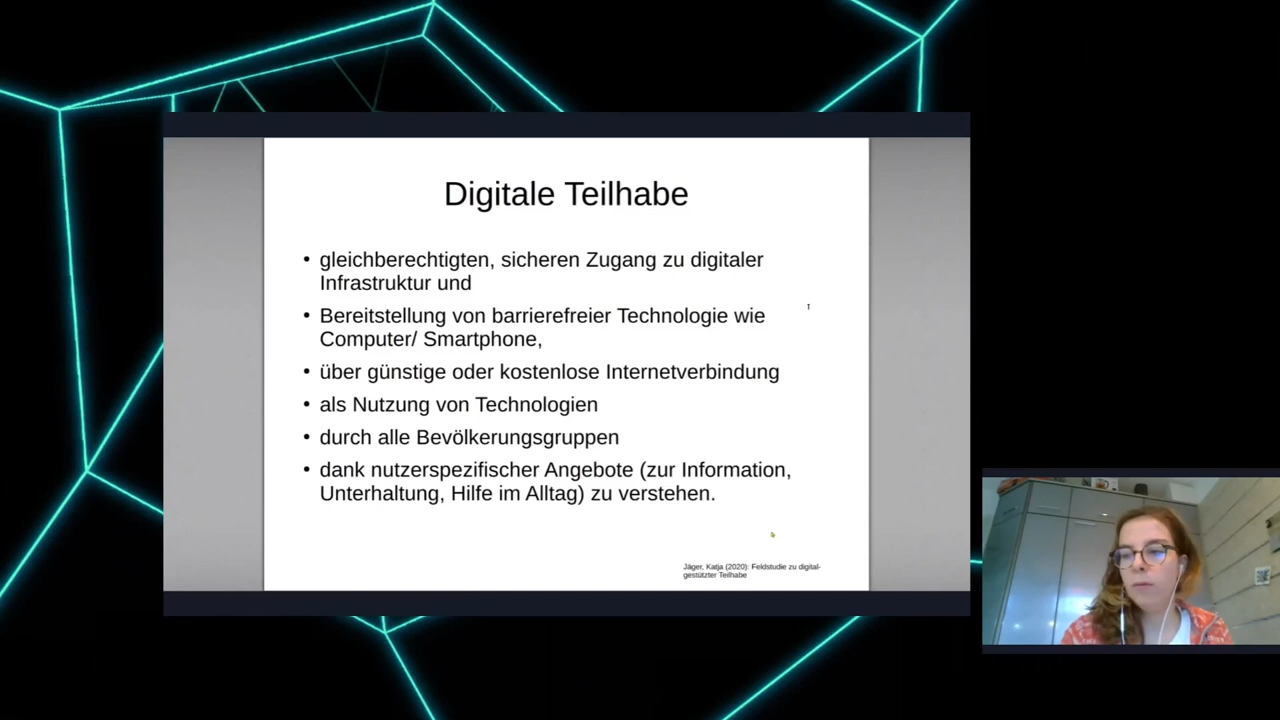 Digitale Teilhabe
• gleichberechtigten, sicheren Zugang zu digitaler
Infrastruktur und
• Bereitstellung von barrierefreier Technologie wie
Computer/ Smartphone,
• über günstige oder kostenlose Internetverbindung
• als Nutzung von Technologien
• durch alle Bevölkerungsgruppen
• dank nutzerspezifischer Angebote (zur Information,
Unterhaltung, Hilfe im Alltag) zu verstehen.
Jäger, Katja (2020): Feldstudie zu digital-
gestützter Teilhabe